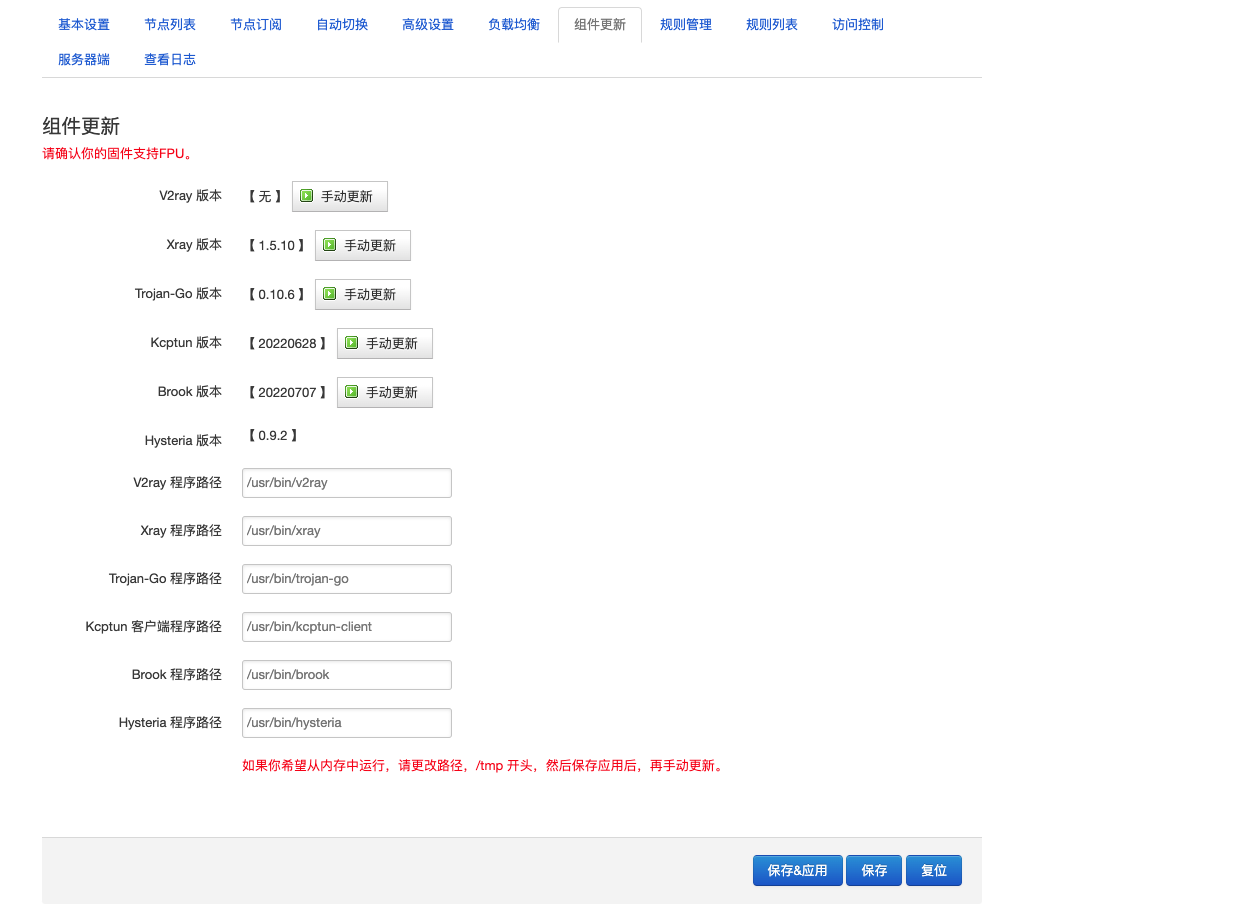 基本设置 节点列表 节点订阅 自动切换 高级设置 负载均衡 组件更新 规则管理 规则列表 访问控制
服务器端 查看日志
组件更新
请确认你的固件支持FPU。
V2ray 版本 【 无 】 手动更新
Xray 版本 【 1.5.10 】 手动更新
Trojan-Go 版本 【 0.10.6 】 手动更新
Kcptun 版本 【 20220628 】 手动更新
Brook 版本 【 20220707 】 手动更新
Hysteria 版本 【 0.9.2 】
V2ray 程序路径 /usr/bin/v2ray
Xray 程序路径 /usr/bin/xray
Trojan-Go 程序路径 /usr/bin/trojan-go
Kcptun 客户端程序路径 /usr/bin/kcptun-client
Brook 程序路径 /usr/bin/brook
Hysteria 程序路径 /usr/bin/hysteria
如果你希望从内存中运行，请更改路径，/tmp 开头，然后保存应用后，再手动更新。
保存&应用 保存 复位